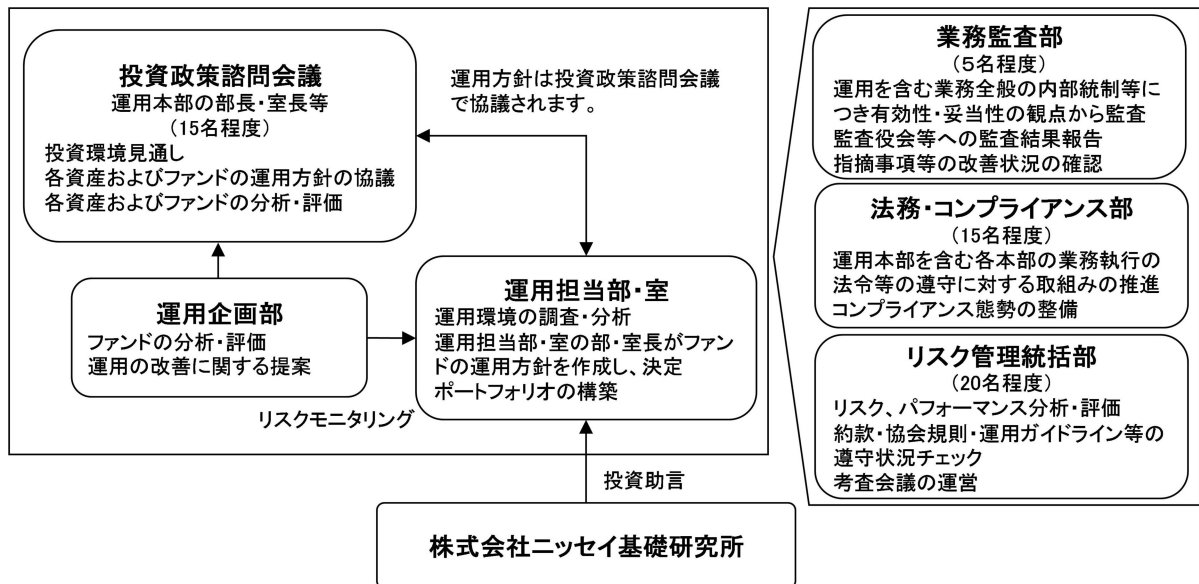 投資政策諮問会議
運用本部の部長・室長等
(15名程度)
投資環境見通し
各資産およびファンドの運用方針の協議
各資産およびファンドの分析・評価
運用方針は投資政策諮問会議
で協議されます。
運用企画部
ファンドの分析・評価
運用の改善に関する提案
リスクモニタリング
運用担当部・室
運用環境の調査・分析
運用担当部・室の部・室長がファン
ドの運用方針を作成し、決定
ポートフォリオの構築
投資助言
株式会社ニッセイ基礎研究所
業務監査部
(5名程度)
運用を含む業務全般の内部統制等に
つき有効性・妥当性の観点から監査
監査役会等への監査結果報告
指摘事項等の改善状況の確認
法務・コンプライアンス部
(15名程度)
運用本部を含む各本部の業務執行の
法令等の遵守に対する取組みの推進
コンプライアンス態勢の整備
リスク管理統括部
(20名程度)
リスク、パフォーマンス分析・評価
約款・協会規則・運用ガイドライン等の
遵守状況チェック
考査会議の運営